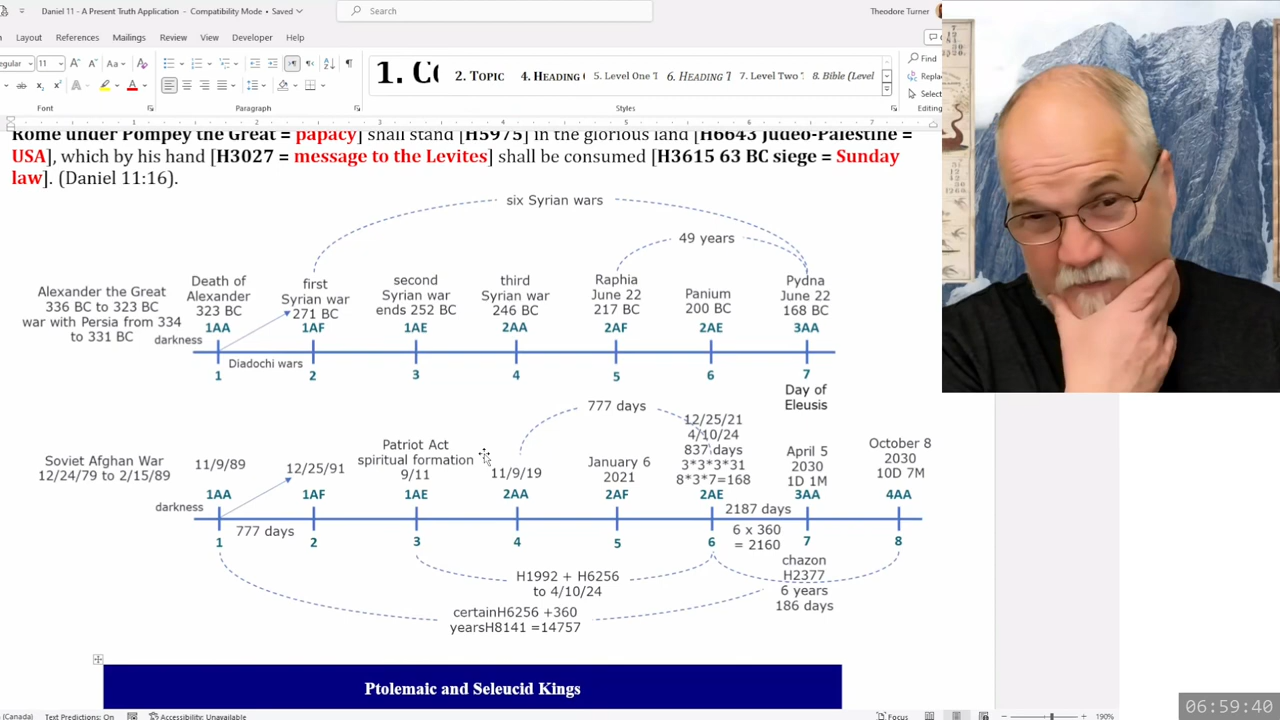 Daniel 11 - A Present Truth Application - Compatibility Mode • Saved
Search
Theodore Turner
Layout References Mailings Review View Developer Help
11
Aa
Find
1. 2. TOPIC 4. HEADING 5. Level One 6. HEADING 7. Level Two 8. Bible (Level
Font Paragraph Styles Editing
Rome under Pompey the Great = papacy] shall stand [H5975] in the glorious land [H6643 Judeo-Palestine =
USA], which by his hand [H3027 = message to the Levites] shall be consumed [H3615 63 BC siege = Sunday
law]. (Daniel 11:16).
six Syrian wars
49 years
Alexander the Great
336 BC to 323 BC
war with Persia from 334
to 331 BC
darkness
Death of
Alexander
323 BC
1AA
first
Syrian war
271 BC
1AF
second
Syrian war
ends 252 BC
1AE
third
Syrian war
246 BC
2AA
Raphia
June 22
217 BC
2AF
Panium
200 BC
2AE
Pydna
June 22
168 BC
3AA
Diadochi wars
1 2 3 4 5 6 7
Day of
Eleusis
777 days
Soviet Afghan War
12/24/79 to 2/15/89
darkness
11/9/89
1AA
12/25/91
1AF
Patriot Act
spiritual formation
9/11
1AE
11/9/19
2AA
January 6
2021
2AF
12/25/21
4/10/24
837 days
3*3*3*31
8*3*7=168
2AE
April 5
2030
1D 1M
3AA
October 8
2030
10D 7M
4AA
777 days
2187 days
6 x 360
= 2160
1 2 3 4 5 6 7 8
H1992 + H6256
to 4/10/24
chazon
H2377
6 years
186 days
certainH6256 +360
yearsH8141 =14757
Ptolemaic and Seleucid Kings
(Canada) Text Predictions: On Accessibility: Unavailable
Focus
190%
06:59:40